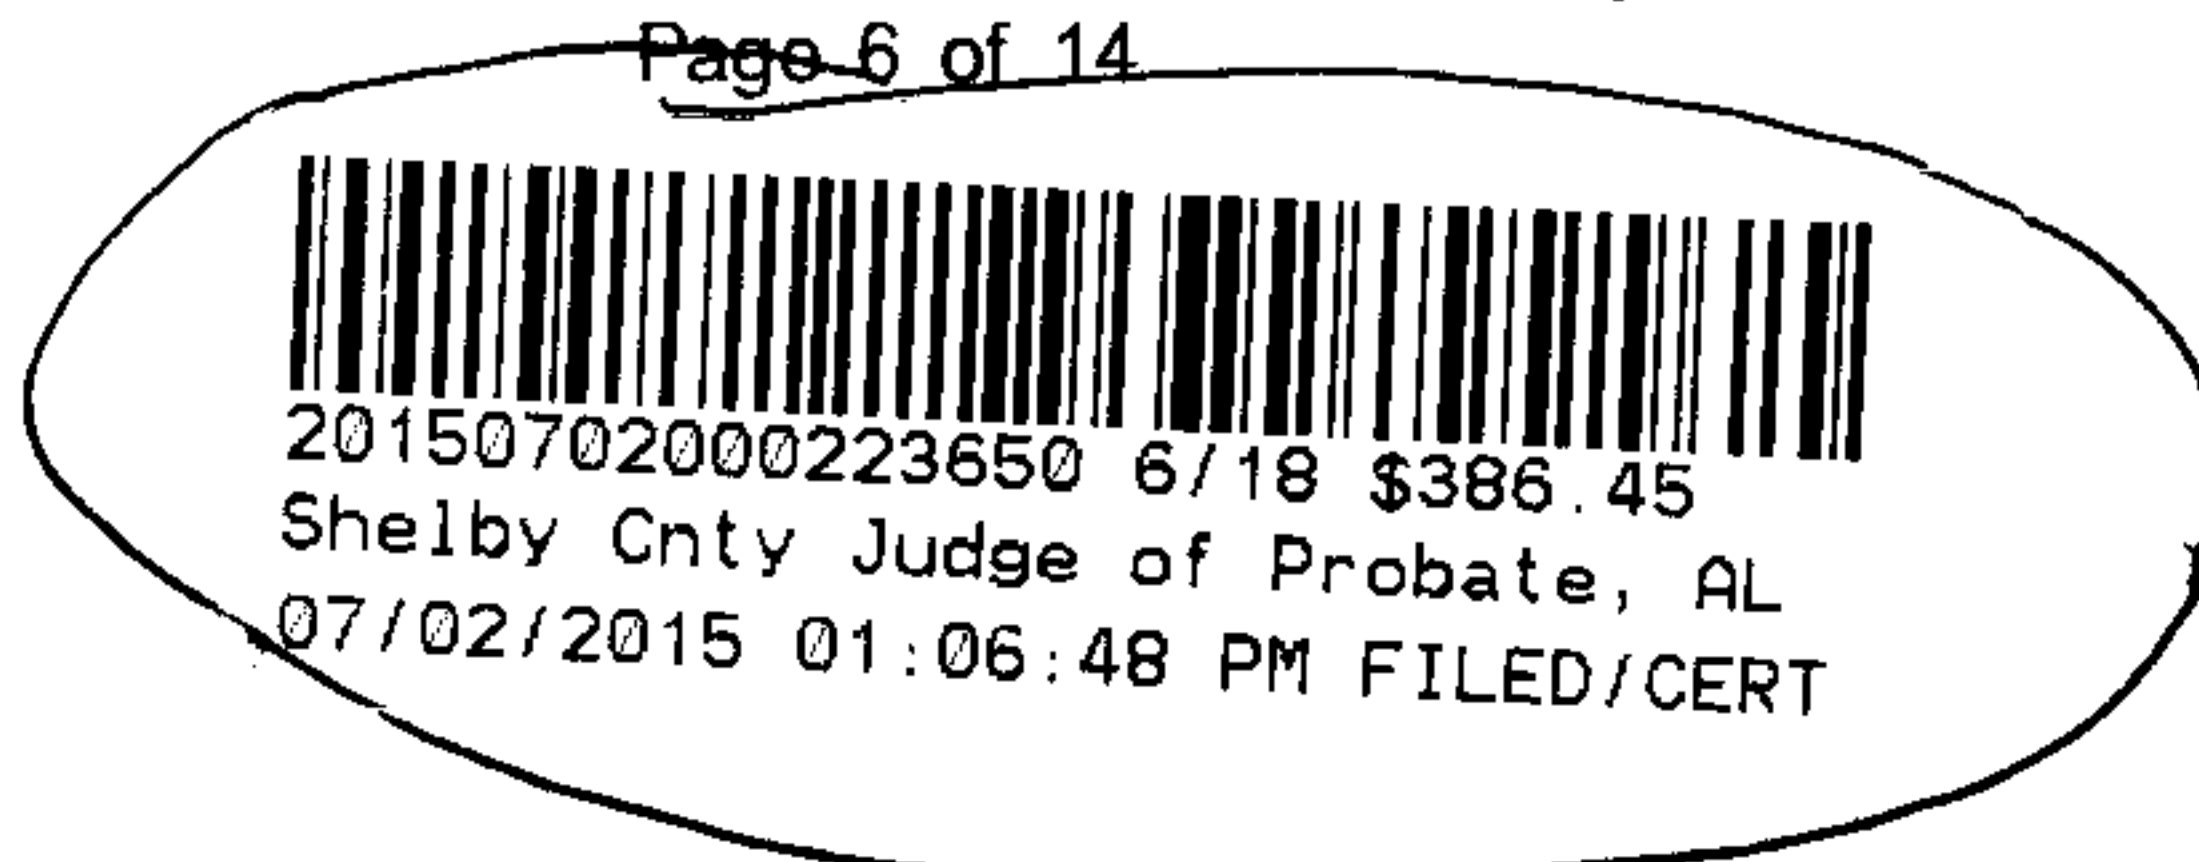 Page 6 of 14
20150702000223650 6/18 $386.45
Shelby Cnty Judge of Probate, AL
07/02/2015 01:06:48 PM FILED/CERT